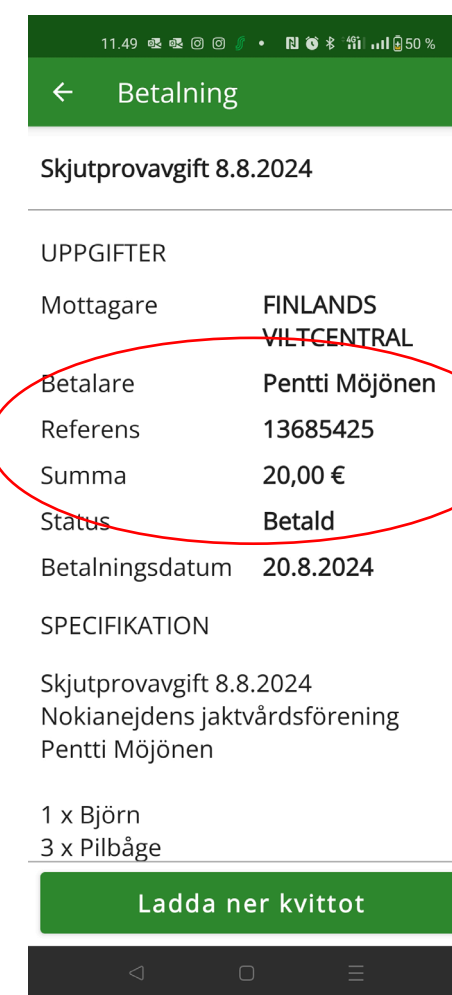 11.49 50 %
Betalning
Skjutprovavgift 8.8.2024
UPPGIFTER
Mottagare FINLANDS
VILTCENTRAL
Betalare Pentti Möjönen
Referens 13685425
Summa 20,00 €
Status Betald
Betalningsdatum 20.8.2024
SPECIFIKATION
Skjutprovavgift 8.8.2024
Nokianejdens jaktvårdsförening
Pentti Möjönen
1 x Björn
3 x Pilbåge
Ladda ner kvittot